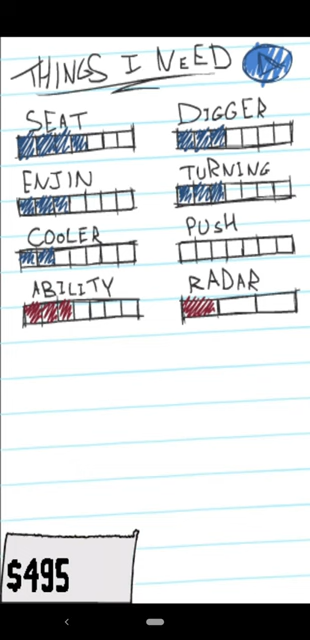 THINGS I NEED
SEAT
DIGGER
ENJIN
TURNING
COOLER
PUSH
ABILITY
RADAR
$495